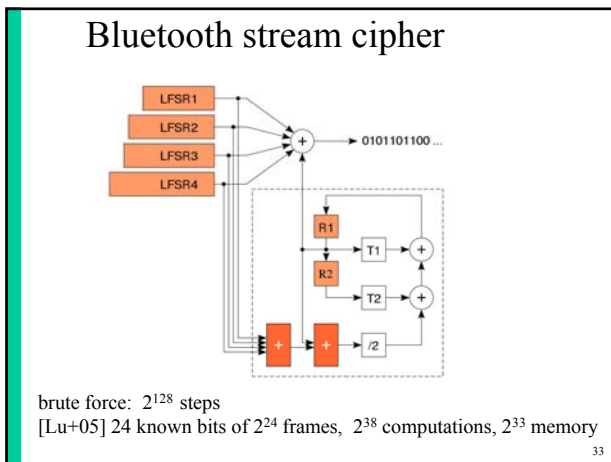 Bluetooth stream cipher
LFSR1
LFSR2
LFSR3
LFSR4
+
0101101100 ...
R1
T1
+
R2
T2
+
+
+
/2
brute force: 2¹²⁸ steps
[Lu+05] 24 known bits of 2²⁴ frames, 2³⁸ computations, 2³³ memory
33